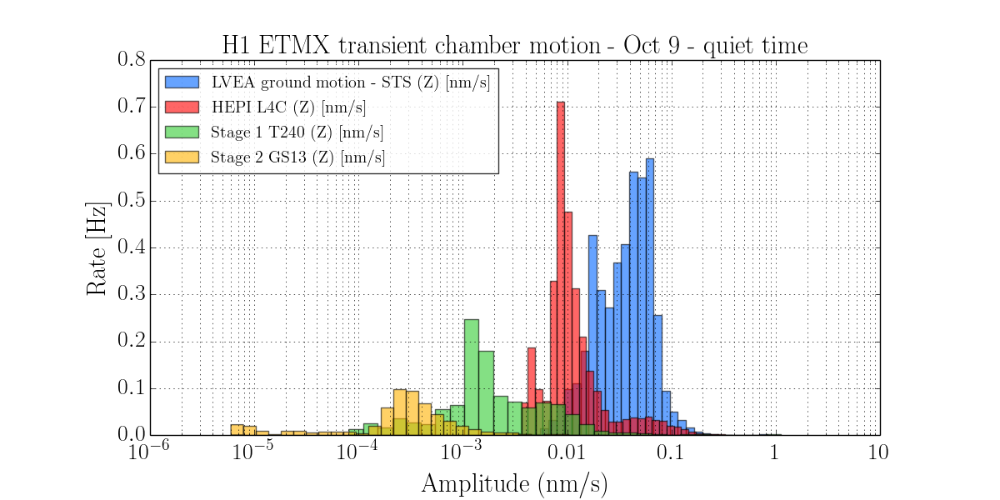 H1 ETMX transient chamber motion - Oct 9 - quiet time
LVEA ground motion - STS (Z) [nm/s]
HEPI L4C (Z) [nm/s]
Stage 1 T240 (Z) [nm/s]
Stage 2 GS13 (Z) [nm/s]
Rate [Hz]
0.8
0.7
0.6
0.5
0.4
0.3
0.2
0.1
0.0
10⁻⁶ 10⁻⁵ 10⁻⁴ 10⁻³ 0.01 0.1 1 10
Amplitude (nm/s)